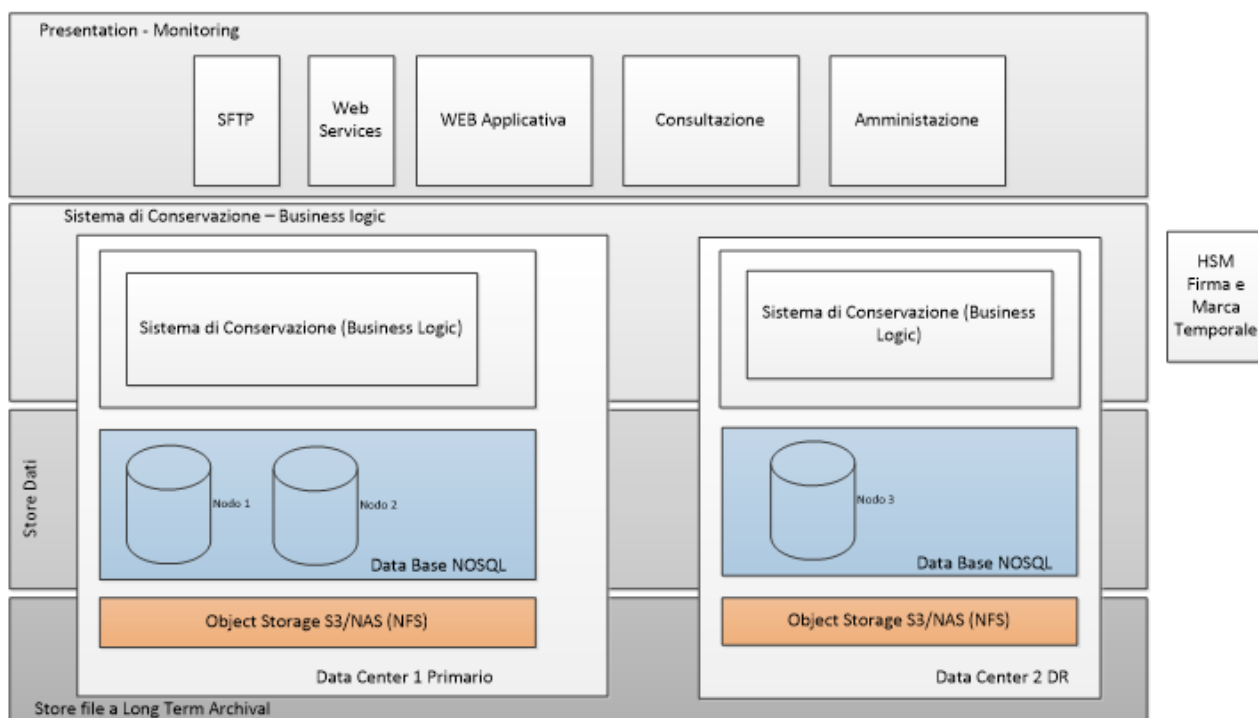 Presentation - Monitoring
SFTP
Web
Services
WEB Applicativa
Consultazione
Amministazione
Sistema di Conservazione – Business logic
Sistema di Conservazione (Business Logic)
Sistema di Conservazione (Business
Logic)
HSM
Firma e
Marca
Temporale
Store Dati
Nodo 1
Nodo 2
Data Base NOSQL
Nodo 3
Data Base NOSQL
Object Storage S3/NAS (NFS)
Object Storage S3/NAS (NFS)
Data Center 1 Primario
Data Center 2 DR
Store file a Long Term Archival